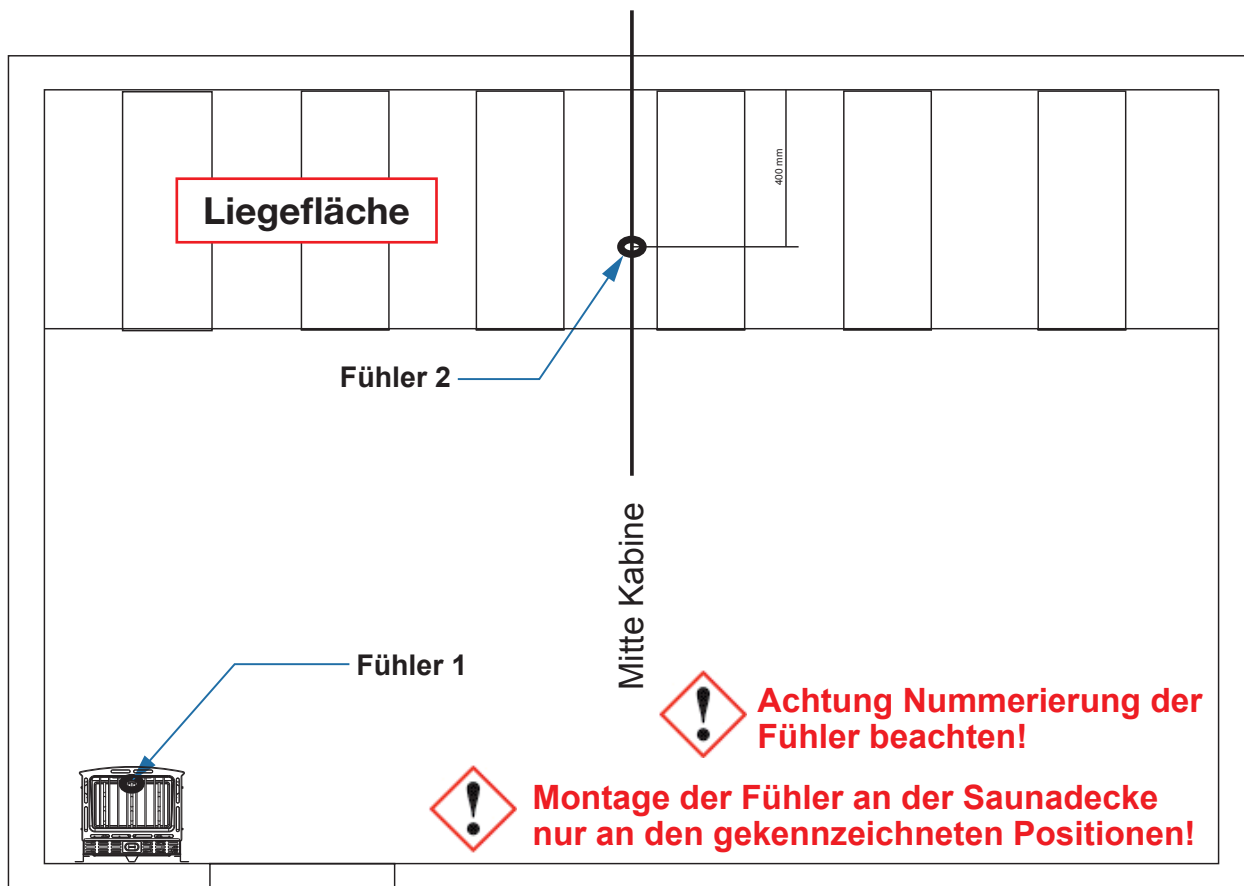 400 mm
Liegefläche
Fühler 2
Mitte Kabine
Fühler 1
Achtung Nummerierung der
Fühler beachten!
Montage der Fühler an der Saunadecke
nur an den gekennzeichneten Positionen!